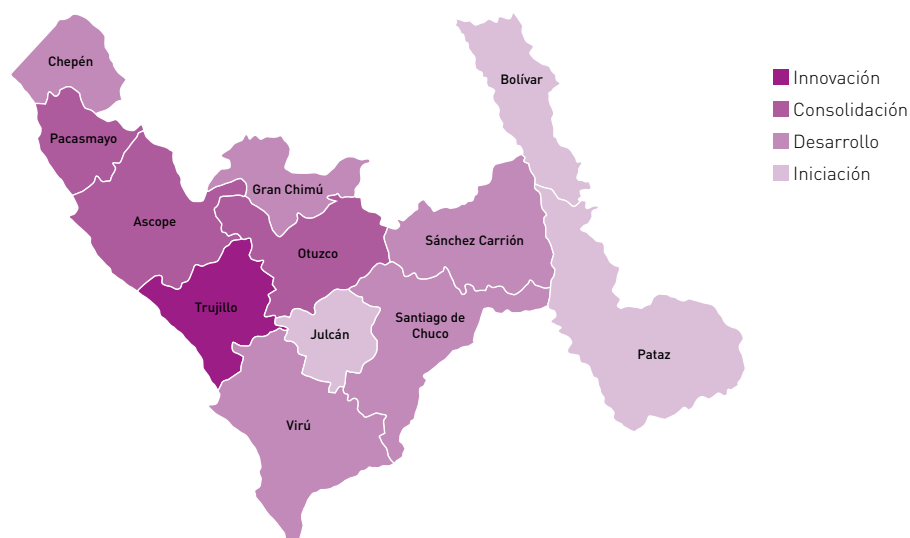 Chepén
Bolívar
Innovación
Consolidación
Desarrollo
Iniciación
Pacasmayo
Gran Chimú
Ascope
Sánchez Carrión
Otuzco
Trujillo
Santiago de
Chuco
Julcán
Pataz
Virú